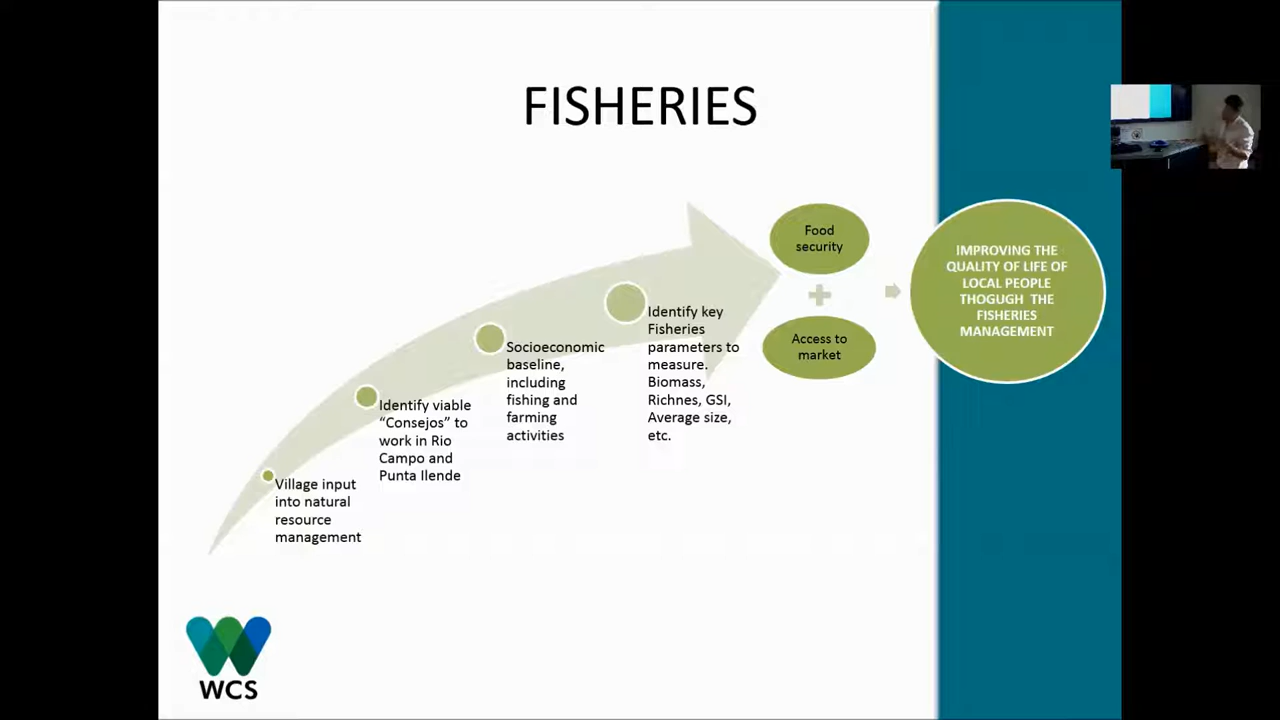 FISHERIES
Village input
into natural
resource
management
Identify viable
“Consejos” to
work in Rio
Campo and
Punta Ilende
Socioeconomic
baseline,
including
fishing and
farming
activities
Identify key
Fisheries
parameters to
measure.
Biomass,
Richnes, GSI,
Average size,
etc.
Food
security
Access to
market
IMPROVING THE
QUALITY OF LIFE OF
LOCAL PEOPLE
THOGUGH THE
FISHERIES
MANAGEMENT
WCS